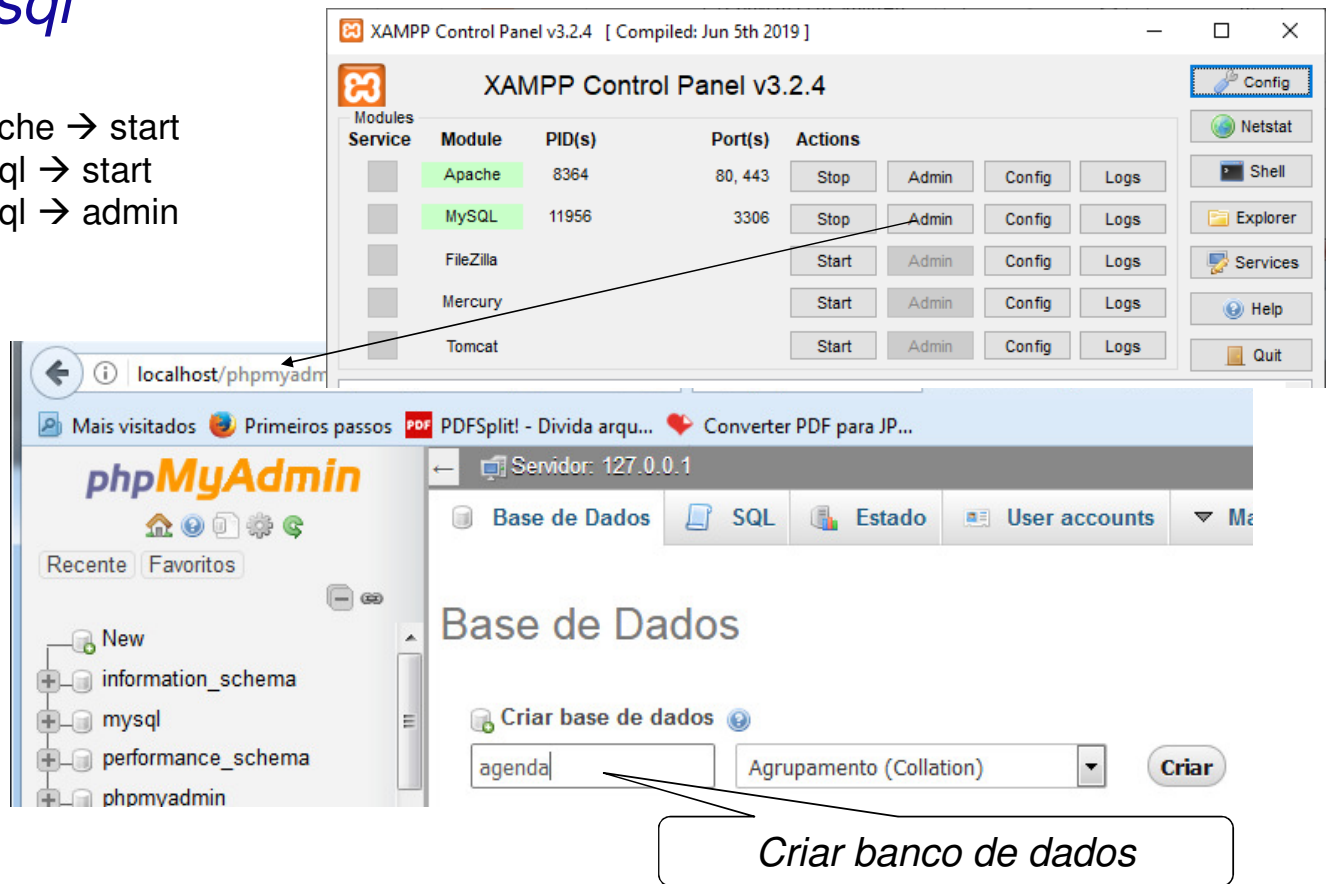 sql
XAMPP Control Panel v3.2.4 [ Compiled: Jun 5th 2019 ]
XAMPP Control Panel v3.2.4
Config
che → start
ql → start
ql → admin
Modules
Service Module PID(s) Port(s) Actions
Netstat
Apache 8364 80, 443 Stop Admin Config Logs
Shell
MySQL 11956 3306 Stop Admin Config Logs
Explorer
FileZilla Start Admin Config Logs
Services
Mercury Start Admin Config Logs
Help
Tomcat Start Admin Config Logs
Quit
localhost/phpmyadm
Mais visitados Primeiros passos PDF PDFSplit! - Divida arqu... Converter PDF para JP...
phpMyAdmin
Servidor: 127.0.0.1
Base de Dados SQL Estado User accounts Ma
Recente Favoritos
New
information_schema
mysql
performance_schema
phpmyadmin
Base de Dados
Criar base de dados
agenda Agrupamento (Collation) Criar
Criar banco de dados